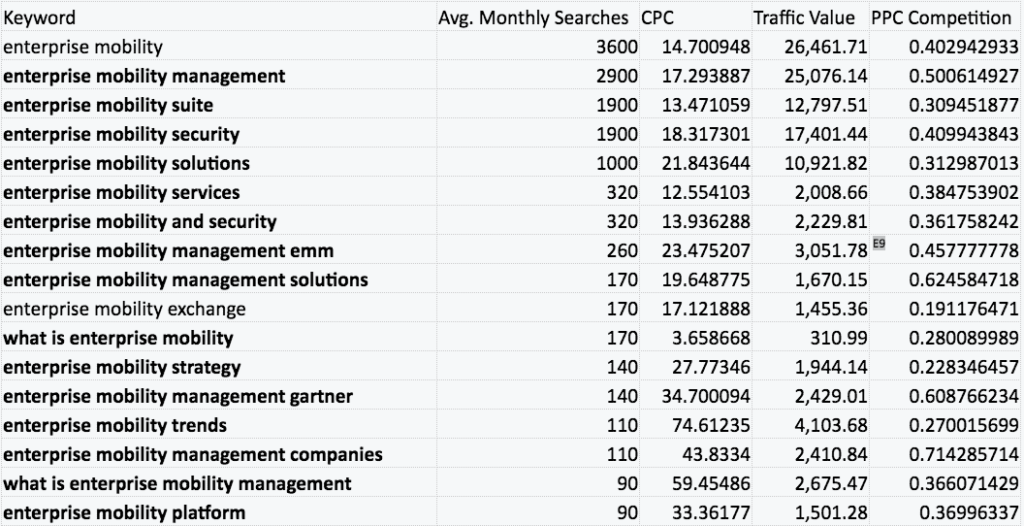 Keyword Avg. Monthly Searches CPC Traffic Value PPC Competition
enterprise mobility 3600 14.700948 26,461.71 0.402942933
enterprise mobility management 2900 17.293887 25,076.14 0.500614927
enterprise mobility suite 1900 13.471059 12,797.51 0.309451877
enterprise mobility security 1900 18.317301 17,401.44 0.409943843
enterprise mobility solutions 1000 21.843644 10,921.82 0.312987013
enterprise mobility services 320 12.554103 2,008.66 0.384753902
enterprise mobility and security 320 13.936288 2,229.81 0.361758242
enterprise mobility management emm 260 23.475207 3,051.78 E9 0.457777778
enterprise mobility management solutions 170 19.648775 1,670.15 0.624584718
enterprise mobility exchange 170 17.121888 1,455.36 0.191176471
what is enterprise mobility 170 3.658668 310.99 0.280089989
enterprise mobility strategy 140 27.77346 1,944.14 0.228346457
enterprise mobility management gartner 140 34.700094 2,429.01 0.608766234
enterprise mobility trends 110 74.61235 4,103.68 0.270015699
enterprise mobility management companies 110 43.8334 2,410.84 0.714285714
what is enterprise mobility management 90 59.45486 2,675.47 0.366071429
enterprise mobility platform 90 33.36177 1,501.28 0.36996337